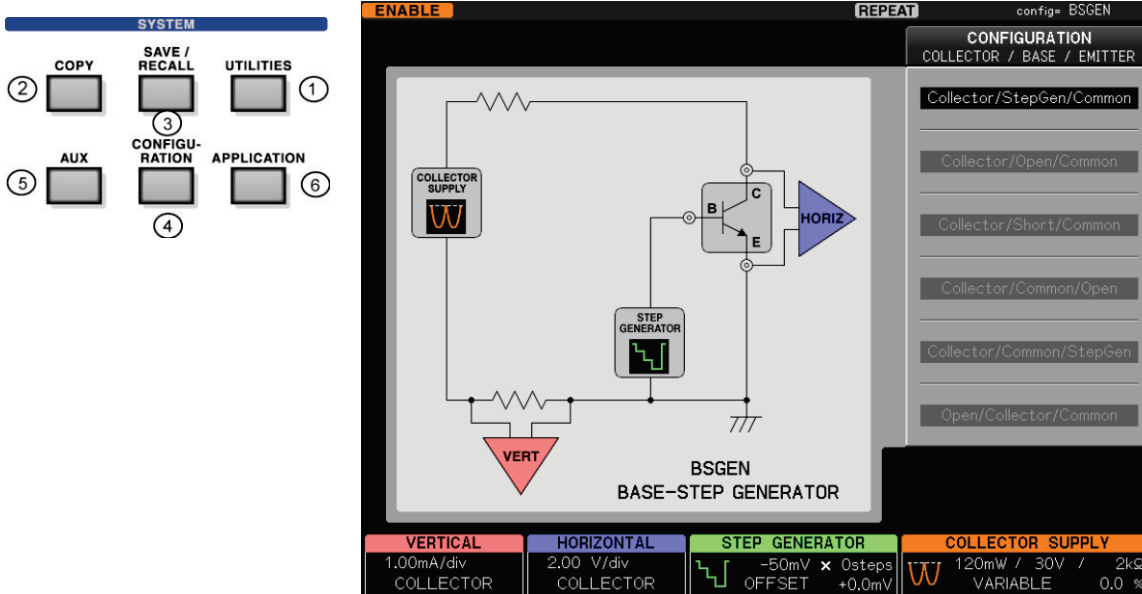 SYSTEM
COPY
SAVE /
RECALL
UTILITIES
2
1
3
AUX
CONFIGU-
RATION
APPLICATION
5
6
4
ENABLE
REPEAT
config= BSGEN
CONFIGURATION
COLLECTOR / BASE / EMITTER
Collector/StepGen/Common
Collector/Open/Common
Collector/Short/Common
Collector/Common/Open
Collector/Common/StepGen
Open/Collector/Common
COLLECTOR
SUPPLY
B
C
E
HORIZ
STEP
GENERATOR
VERT
BSGEN
BASE-STEP GENERATOR
VERTICAL
1.00mA/div
COLLECTOR
HORIZONTAL
2.00 V/div
COLLECTOR
STEP GENERATOR
-50mV × 0steps
OFFSET +0.0mV
COLLECTOR SUPPLY
120mW / 30V / 2kΩ
VARIABLE 0.0 %